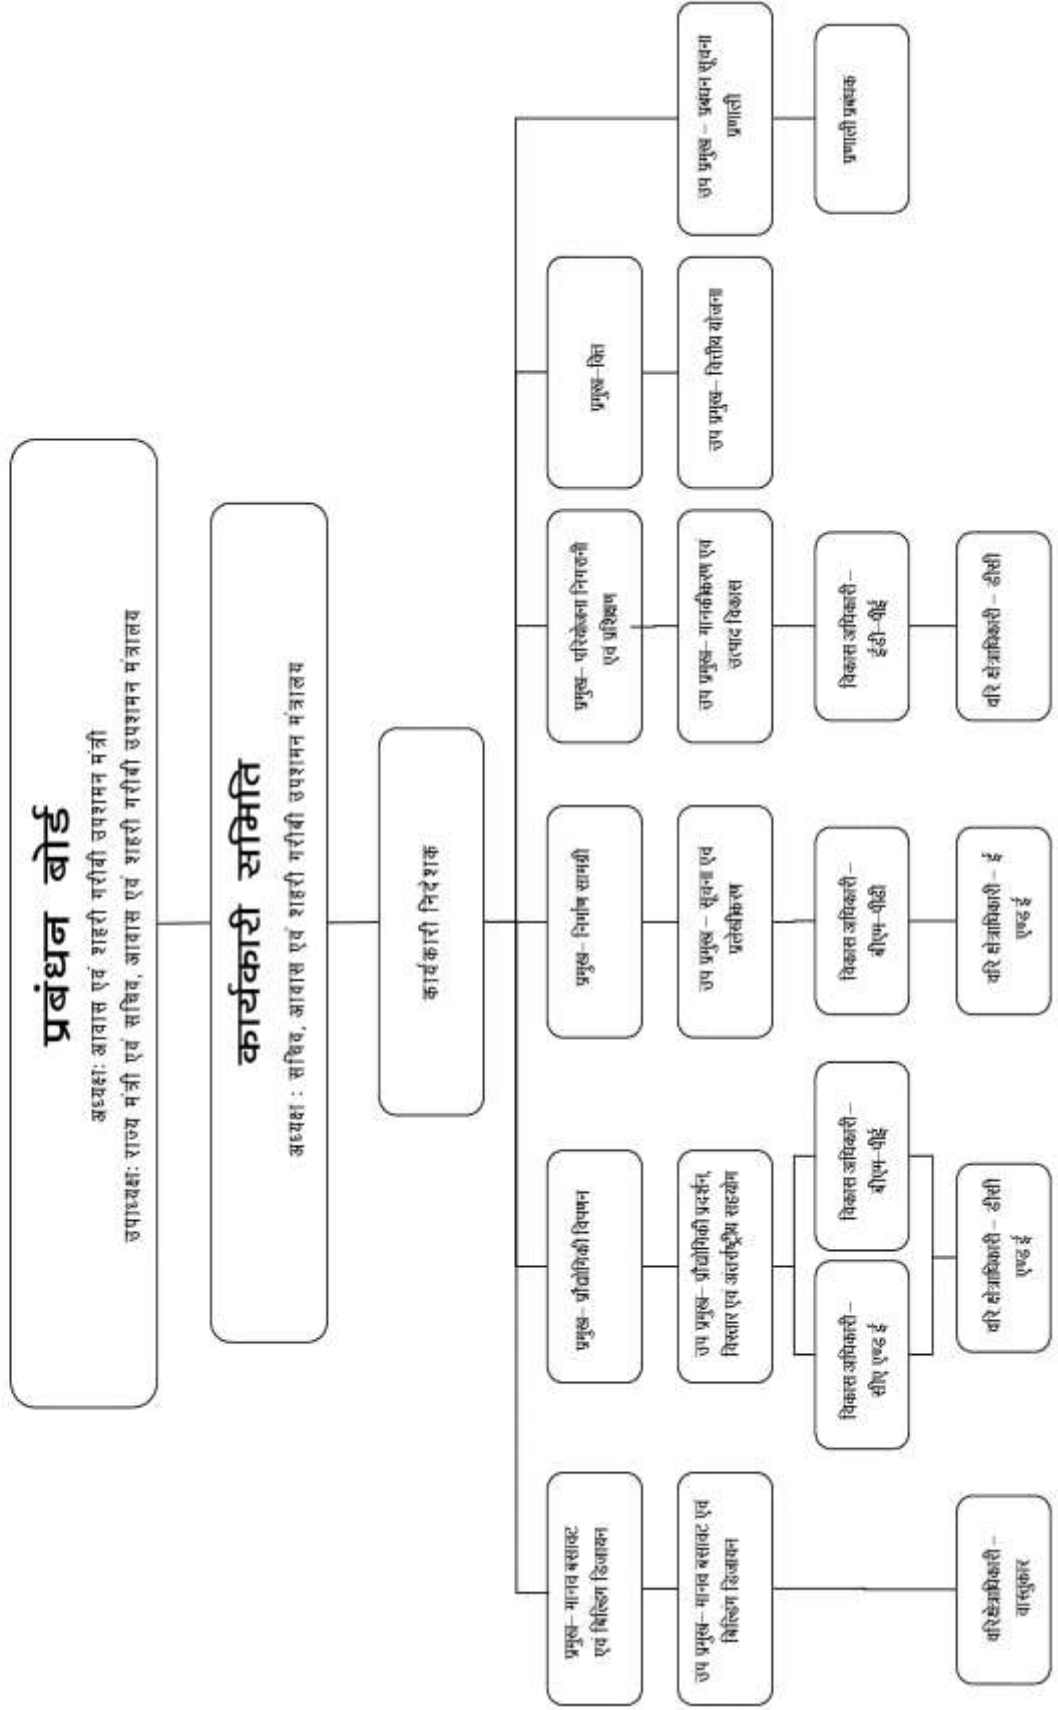 प्रबंधन बोर्ड
अध्यक्षः आवास एवं शहरी गरीबी उपशमन मंत्री
उपाध्यक्षः राज्य मंत्री एवं सचिव, आवास एवं शहरी गरीबी उपशमन मंत्रालय
कार्यकारी समिति
अध्यक्ष : सचिव, आवास एवं शहरी गरीबी उपशमन मंत्रालय
कार्यकारी निदेशक
प्रमुख– मानव बसावट
एवं बिल्डिंग डिजायन
प्रमुख– प्रौद्योगिकी विपणन
प्रमुख– निर्माण सामग्री
प्रमुख– परियोजना निगरानी
एवं प्रशिक्षण
प्रमुख–वित्त
उप प्रमुख– मानव बसावट एवं
बिल्डिंग डिजायन
उप प्रमुख– प्रौद्योगिकी प्रदर्शन,
विस्तार एवं अंतर्राष्ट्रीय सहयोग
उप प्रमुख – सूचना एवं
प्रलेखीकरण
उप प्रमुख– मानकीकरण एवं
उत्पाद विकास
उप प्रमुख– वित्तीय योजना
उप प्रमुख – प्रबंधन सूचना
प्रणाली
विकास अधिकारी –
सीए एण्ड ई
विकास अधिकारी –
बीएम–पीई
विकास अधिकारी–
बीएम–पीडी
विकास अधिकारी –
ईडी–पीई
प्रणाली प्रबंधक
वरि.क्षेत्राधिकारी –
वास्तुकार
वरि क्षेत्राधिकारी – डीसी
एण्ड ई
वरि क्षेत्राधिकारी – ई
एण्ड ई
वरि क्षेत्राधिकारी – डीसी